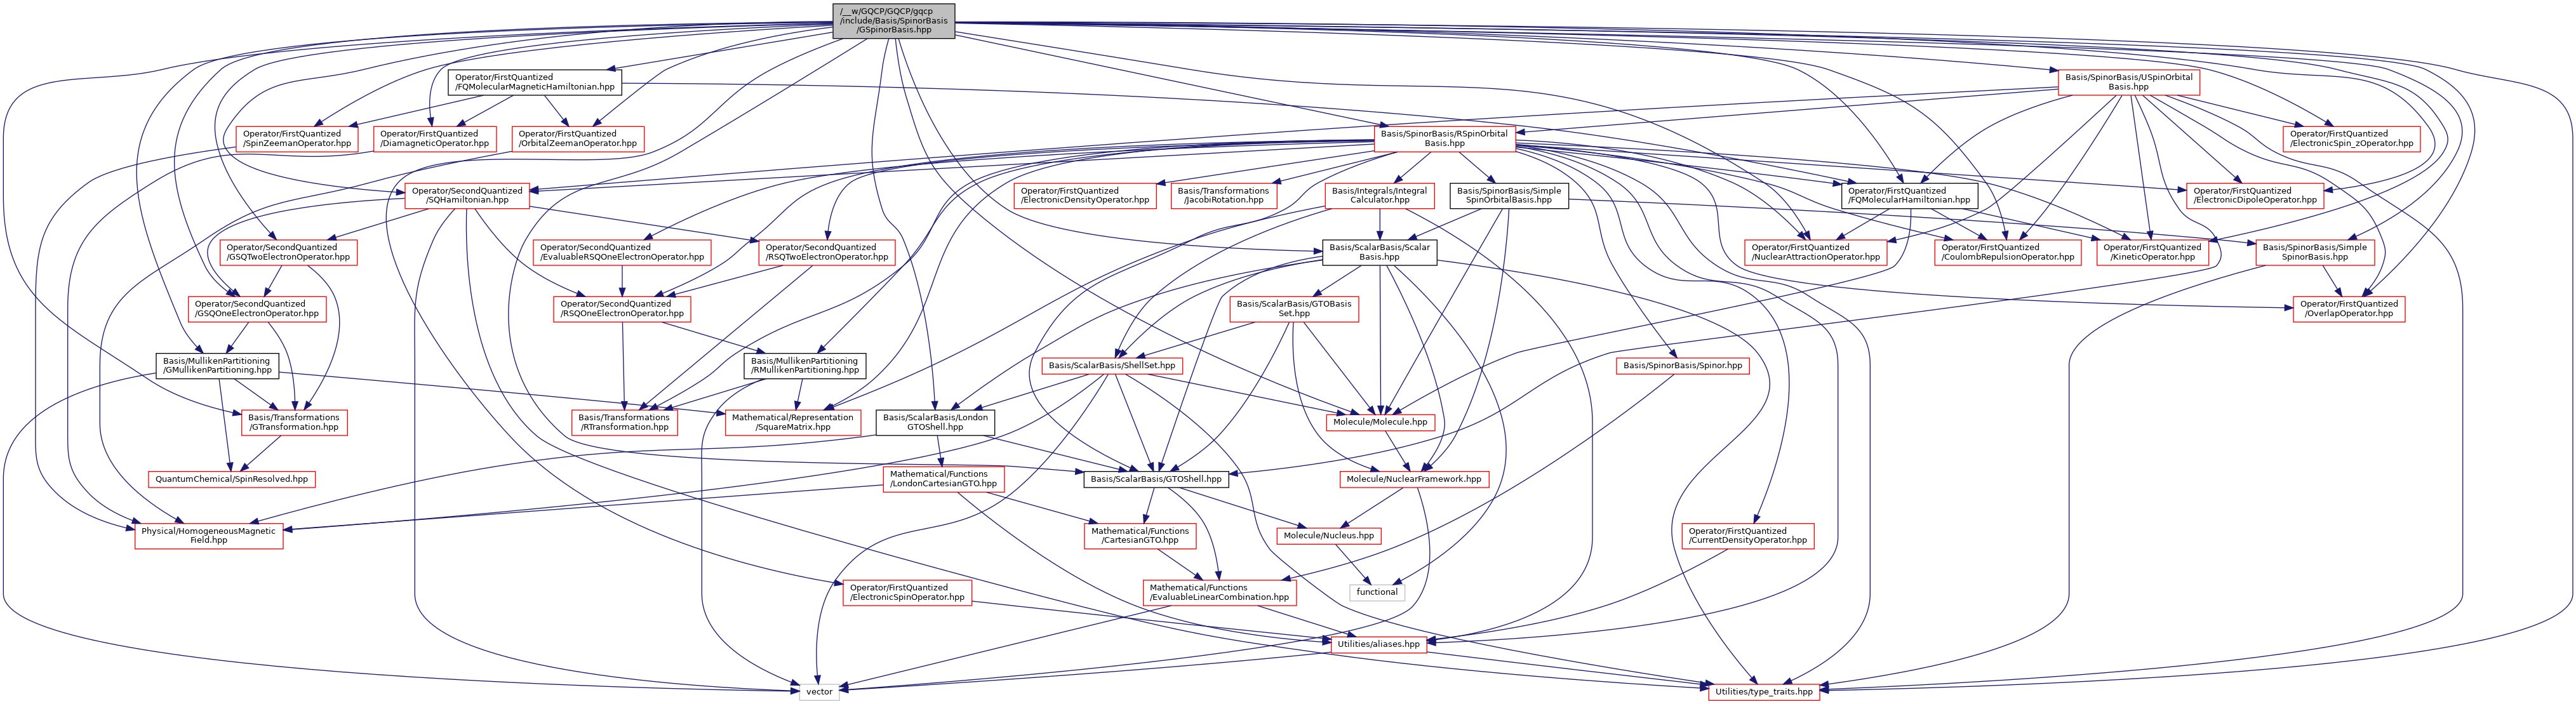 /__w/GQCP/GQCP/gqcp
/include/Basis/SpinorBasis
/GSpinorBasis.hpp
Operator/FirstQuantized
/FQMolecularMagneticHamiltonian.hpp
Basis/SpinorBasis/USpinOrbital
Basis.hpp
Operator/FirstQuantized
/SpinZeemanOperator.hpp
Operator/FirstQuantized
/DiamagneticOperator.hpp
Operator/FirstQuantized
/OrbitalZeemanOperator.hpp
Basis/SpinorBasis/RSpinOrbital
Basis.hpp
Operator/FirstQuantized
/ElectronicSpin_zOperator.hpp
Operator/SecondQuantized
/SQHamiltonian.hpp
Operator/FirstQuantized
/ElectronicDensityOperator.hpp
Basis/Transformations
/JacobiRotation.hpp
Basis/Integrals/Integral
Calculator.hpp
Basis/SpinorBasis/Simple
SpinOrbitalBasis.hpp
Operator/FirstQuantized
/FQMolecularHamiltonian.hpp
Operator/FirstQuantized
/ElectronicDipoleOperator.hpp
Operator/SecondQuantized
/GSQTwoElectronOperator.hpp
Operator/SecondQuantized
/EvaluableRSQOneElectronOperator.hpp
Operator/SecondQuantized
/RSQTwoElectronOperator.hpp
Basis/ScalarBasis/Scalar
Basis.hpp
Operator/FirstQuantized
/NuclearAttractionOperator.hpp
Operator/FirstQuantized
/CoulombRepulsionOperator.hpp
Operator/FirstQuantized
/KineticOperator.hpp
Basis/SpinorBasis/Simple
SpinorBasis.hpp
Operator/SecondQuantized
/GSQOneElectronOperator.hpp
Operator/SecondQuantized
/RSQOneElectronOperator.hpp
Basis/ScalarBasis/GTOBasis
Set.hpp
Operator/FirstQuantized
/OverlapOperator.hpp
Basis/MullikenPartitioning
/GMullikenPartitioning.hpp
Basis/MullikenPartitioning
/RMullikenPartitioning.hpp
Basis/ScalarBasis/ShellSet.hpp
Basis/SpinorBasis/Spinor.hpp
Basis/Transformations
/GTransformation.hpp
Basis/Transformations
/RTransformation.hpp
Mathematical/Representation
/SquareMatrix.hpp
Basis/ScalarBasis/London
GTOShell.hpp
Molecule/Molecule.hpp
QuantumChemical/SpinResolved.hpp
Mathematical/Functions
/LondonCartesianGTO.hpp
Basis/ScalarBasis/GTOShell.hpp
Molecule/NuclearFramework.hpp
Physical/HomogeneousMagnetic
Field.hpp
Mathematical/Functions
/CartesianGTO.hpp
Molecule/Nucleus.hpp
Operator/FirstQuantized
/CurrentDensityOperator.hpp
Operator/FirstQuantized
/ElectronicSpinOperator.hpp
Mathematical/Functions
/EvaluableLinearCombination.hpp
functional
Utilities/aliases.hpp
vector
Utilities/type_traits.hpp